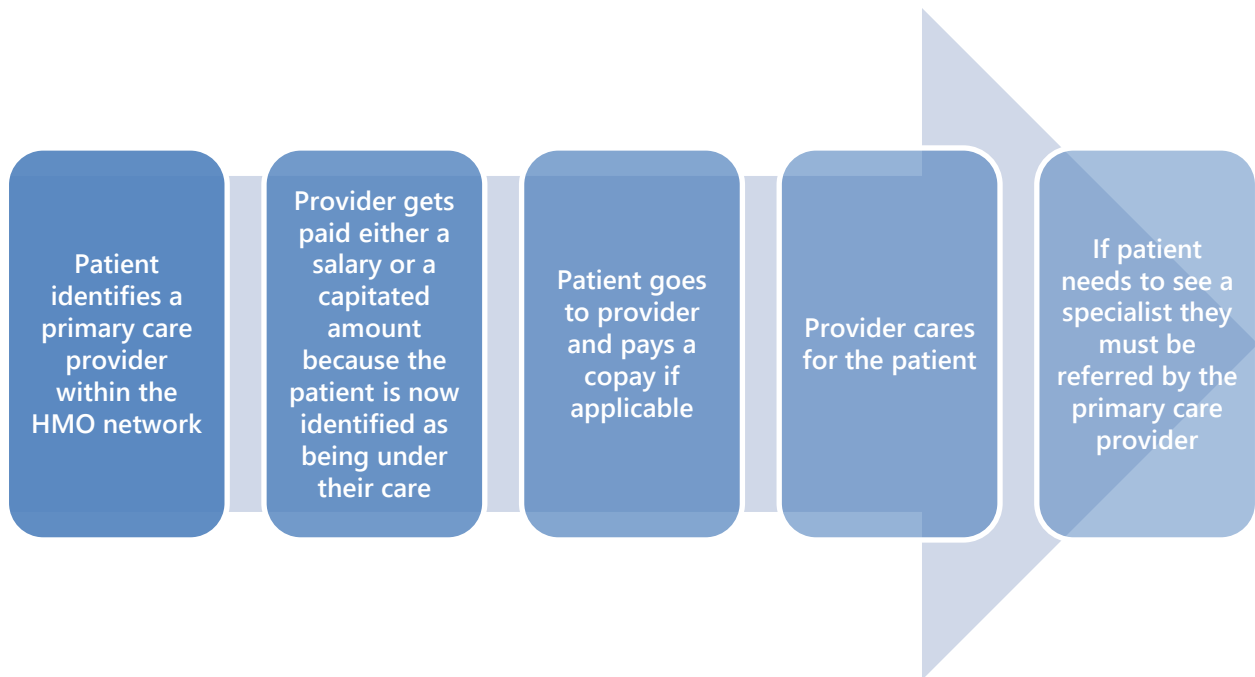 Patient
identifies a
primary care
provider
within the
HMO network
Provider gets
paid either a
salary or a
capitated
amount
because the
patient is now
identified as
being under
their care
Patient goes
to provider
and pays a
copay if
applicable
Provider cares
for the patient
If patient
needs to see a
specialist they
must be
referred by the
primary care
provider